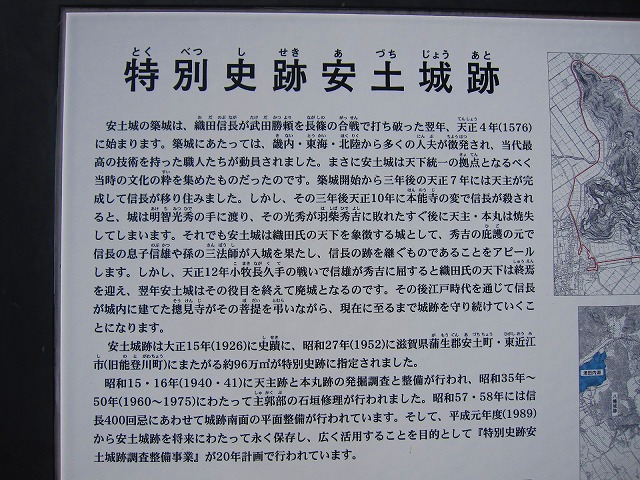 とくべつしせきあづちじょうあと
特別史跡安土城跡
安土城の築城は、織田信長が武田勝頼を長篠の合戦で打ち破った翌年、天正4年(1576)
に始まります。築城にあたっては、畿内・東海・北陸から多くの人夫が徴発され、当代最
高の技術を持った職人たちが動員されました。まさに安土城は天下統一の拠点となるべく
当時の文化の粋を集めたものだったのです。築城開始から三年後の天正7年には天主が完
成して信長が移り住みました。しかし、その三年後天正10年に本能寺の変で信長が殺され
ると、城は明智光秀の手に渡り、その光秀が羽柴秀吉に敗れたすぐ後に天主・本丸は焼失
してしまいます。それでも安土城は織田氏の天下を象徴する城として、秀吉の庇護の元で
信長の息子信雄や孫の三法師が入城を果たし、信長の跡を継ぐものであることをアピール
します。しかし、天正12年小牧長久手の戦いで信雄が秀吉に屈すると織田氏の天下は終焉
を迎え、翌年安土城はその役目を終えて廃城となるのです。その後江戸時代を通じて信長
が城内に建てた摠見寺がその菩提を弔いながら、現在に至るまで城跡を守り続けていくこ
とになります。
安土城跡は大正15年(1926)に史蹟に、昭和27年(1952)に滋賀県蒲生郡安土町・東近江
市(旧能登川町)にまたがる約96万㎡が特別史跡に指定されました。
昭和15・16年(1940・41)に天主跡と本丸跡の発掘調査と整備が行われ、昭和35年～
50年(1960～1975)にわたって主郭部の石垣修理が行われました。昭和57・58年には信
長400回忌にあわせて城跡南面の平面整備が行われています。そして、平成元年度(1989)
から安土城跡を将来にわたって永く保存し、広く活用することを目的として『特別史跡安
土城跡調査整備事業』が20年計画で行われています。